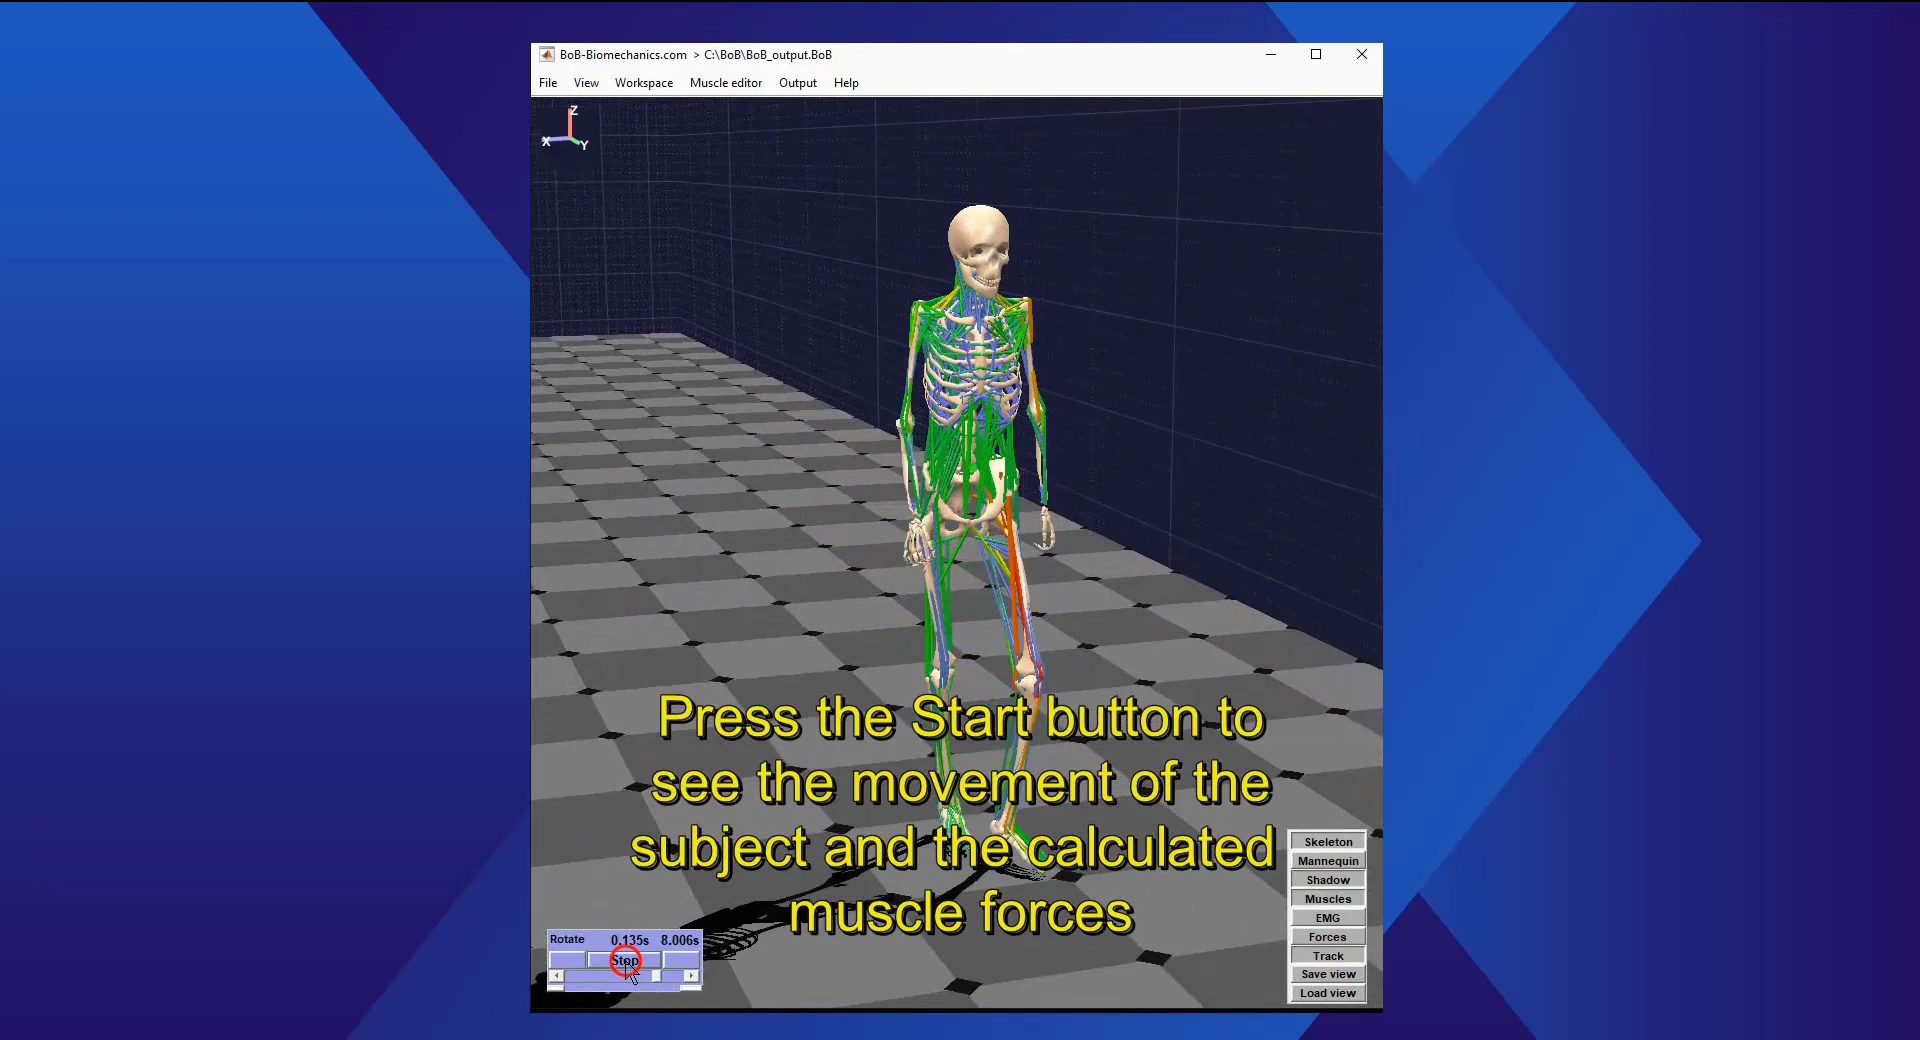 BoB-Biomechanics.com > C:\BoB\BoB_output.BoB
File View Workspace Muscle editor Output Help
Z
X
Y
Press the Start button to
see the movement of the
subject and the calculated
muscle forces
Skeleton
Mannequin
Shadow
Muscles
EMG
Forces
Track
Save view
Load view
Rotate 0.135s 8.006s
Stop